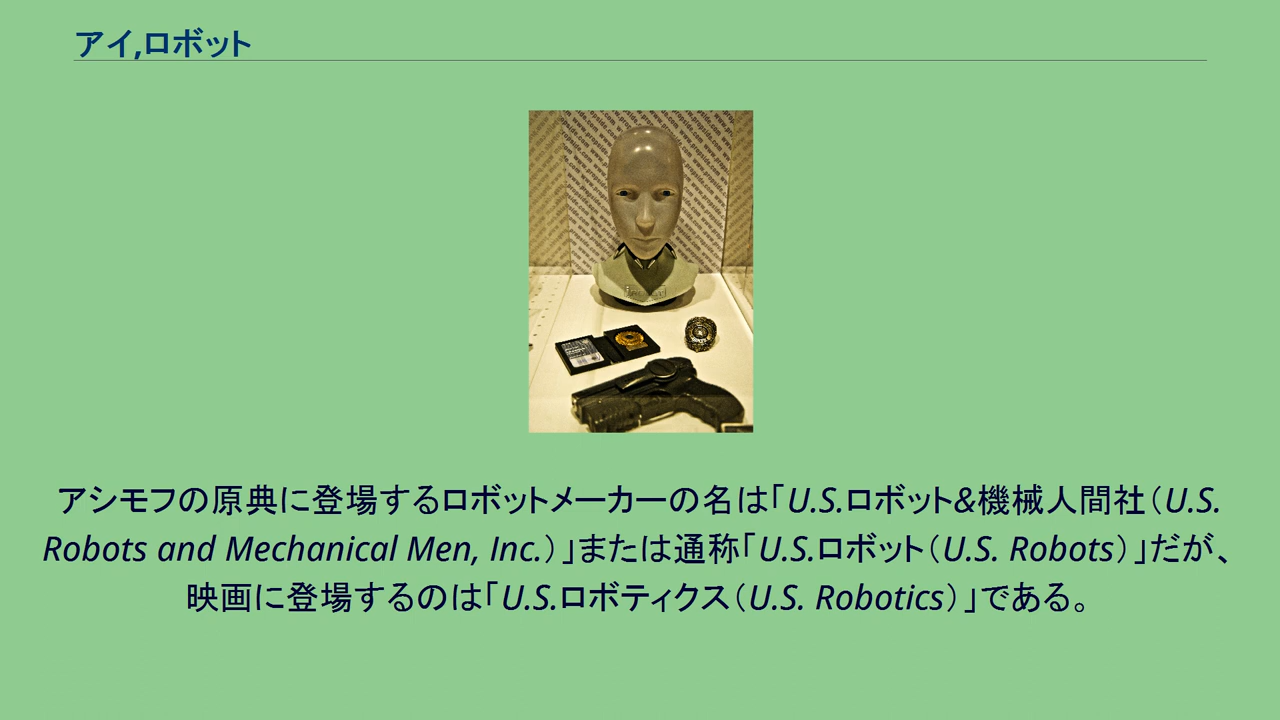 アイ,ロボット
www.propside.com
アシモフの原典に登場するロボットメーカーの名は「U.S.ロボット&機械人間社（U.S.
Robots and Mechanical Men, Inc.）」または通称「U.S.ロボット（U.S. Robots）」だが、
映画に登場するのは「U.S.ロボティクス（U.S. Robotics）」である。